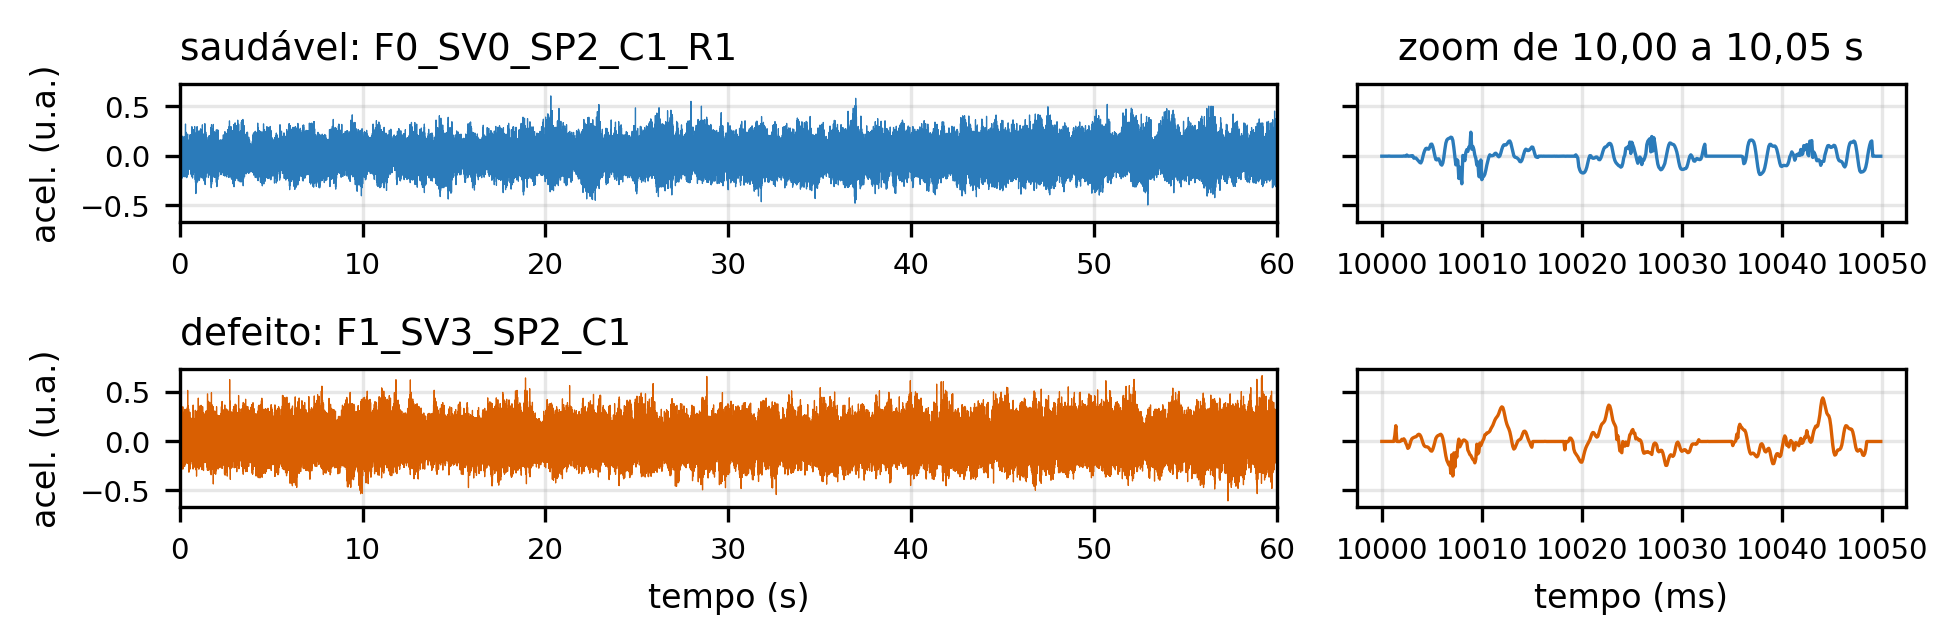 saudável: F0_SV0_SP2_C1_R1
zoom de 10,00 a 10,05 s
acel. (u.a.)
0.5
0.0
−0.5
0 10 20 30 40 50 60
10000 10010 10020 10030 10040 10050
defeito: F1_SV3_SP2_C1
acel. (u.a.)
0.5
0.0
−0.5
0 10 20 30 40 50 60
10000 10010 10020 10030 10040 10050
tempo (s)
tempo (ms)